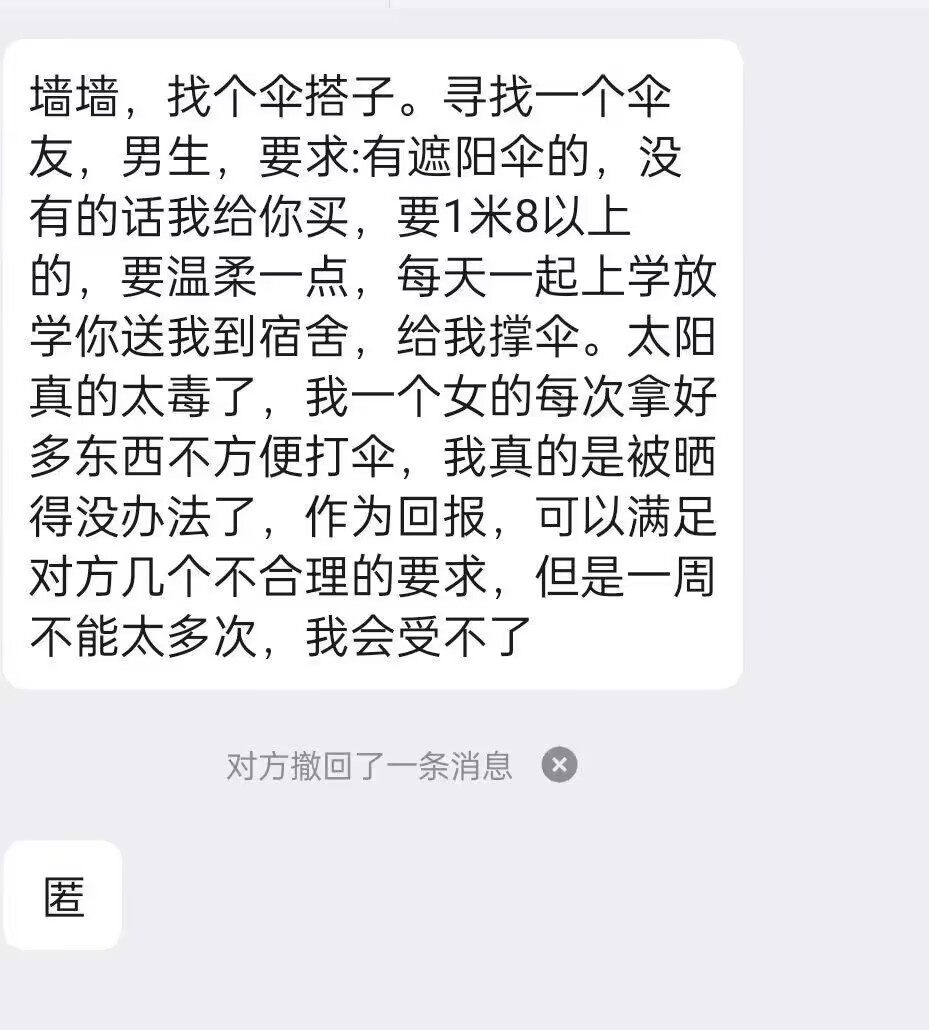 墙墙，找个伞搭子。寻找一个伞
友，男生，要求:有遮阳伞的，没
有的话我给你买，要1米8以上
的，要温柔一点，每天一起上学放
学你送我到宿舍，给我撑伞。太阳
真的太毒了，我一个女的每次拿好
多东西不方便打伞，我真的是被晒
得没办法了，作为回报，可以满足
对方几个不合理的要求，但是一周
不能太多次，我会受不了
对方撤回了一条消息
匿